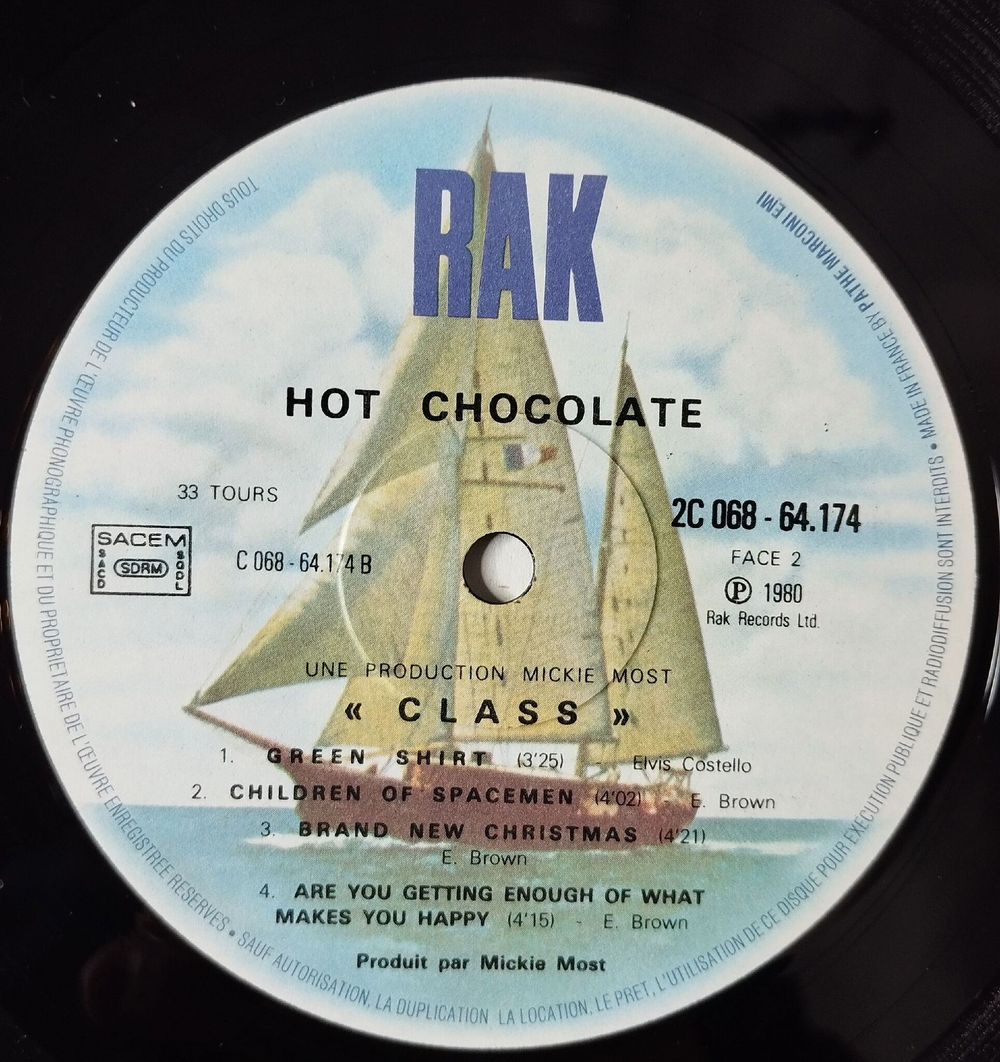 RAK
HOT CHOCOLATE
33 TOURS
SACEM
SACD
SDRM
SGDL
C 068 - 64.174 B
2C 068 - 64.174
FACE 2
Ⓟ 1980
Rak Records Ltd.
UNE PRODUCTION MICKIE MOST
« CLASS »
1. GREEN SHIRT (3'25) - Elvis Costello
2. CHILDREN OF SPACEMEN (4'02) - E. Brown
3. BRAND NEW CHRISTMAS (4'21)
E. Brown
4. ARE YOU GETTING ENOUGH OF WHAT
MAKES YOU HAPPY (4'15) - E. Brown
Produit par Mickie Most
TOUS DROITS DU PRODUCTEUR DE L'ŒUVRE PHONOGRAPHIQUE ET DU PROPRIETAIRE DE L'ŒUVRE ENREGISTREE RESERVES • SAUF AUTORISATION, LA DUPLICATION LA LOCATION, LE PRET, L'UTILISATION DE CE DISQUE POUR EXECUTION PUBLIQUE ET RADIODIFFUSION SONT INTERDITS • MADE IN FRANCE BY PATHE MARCONI EMI